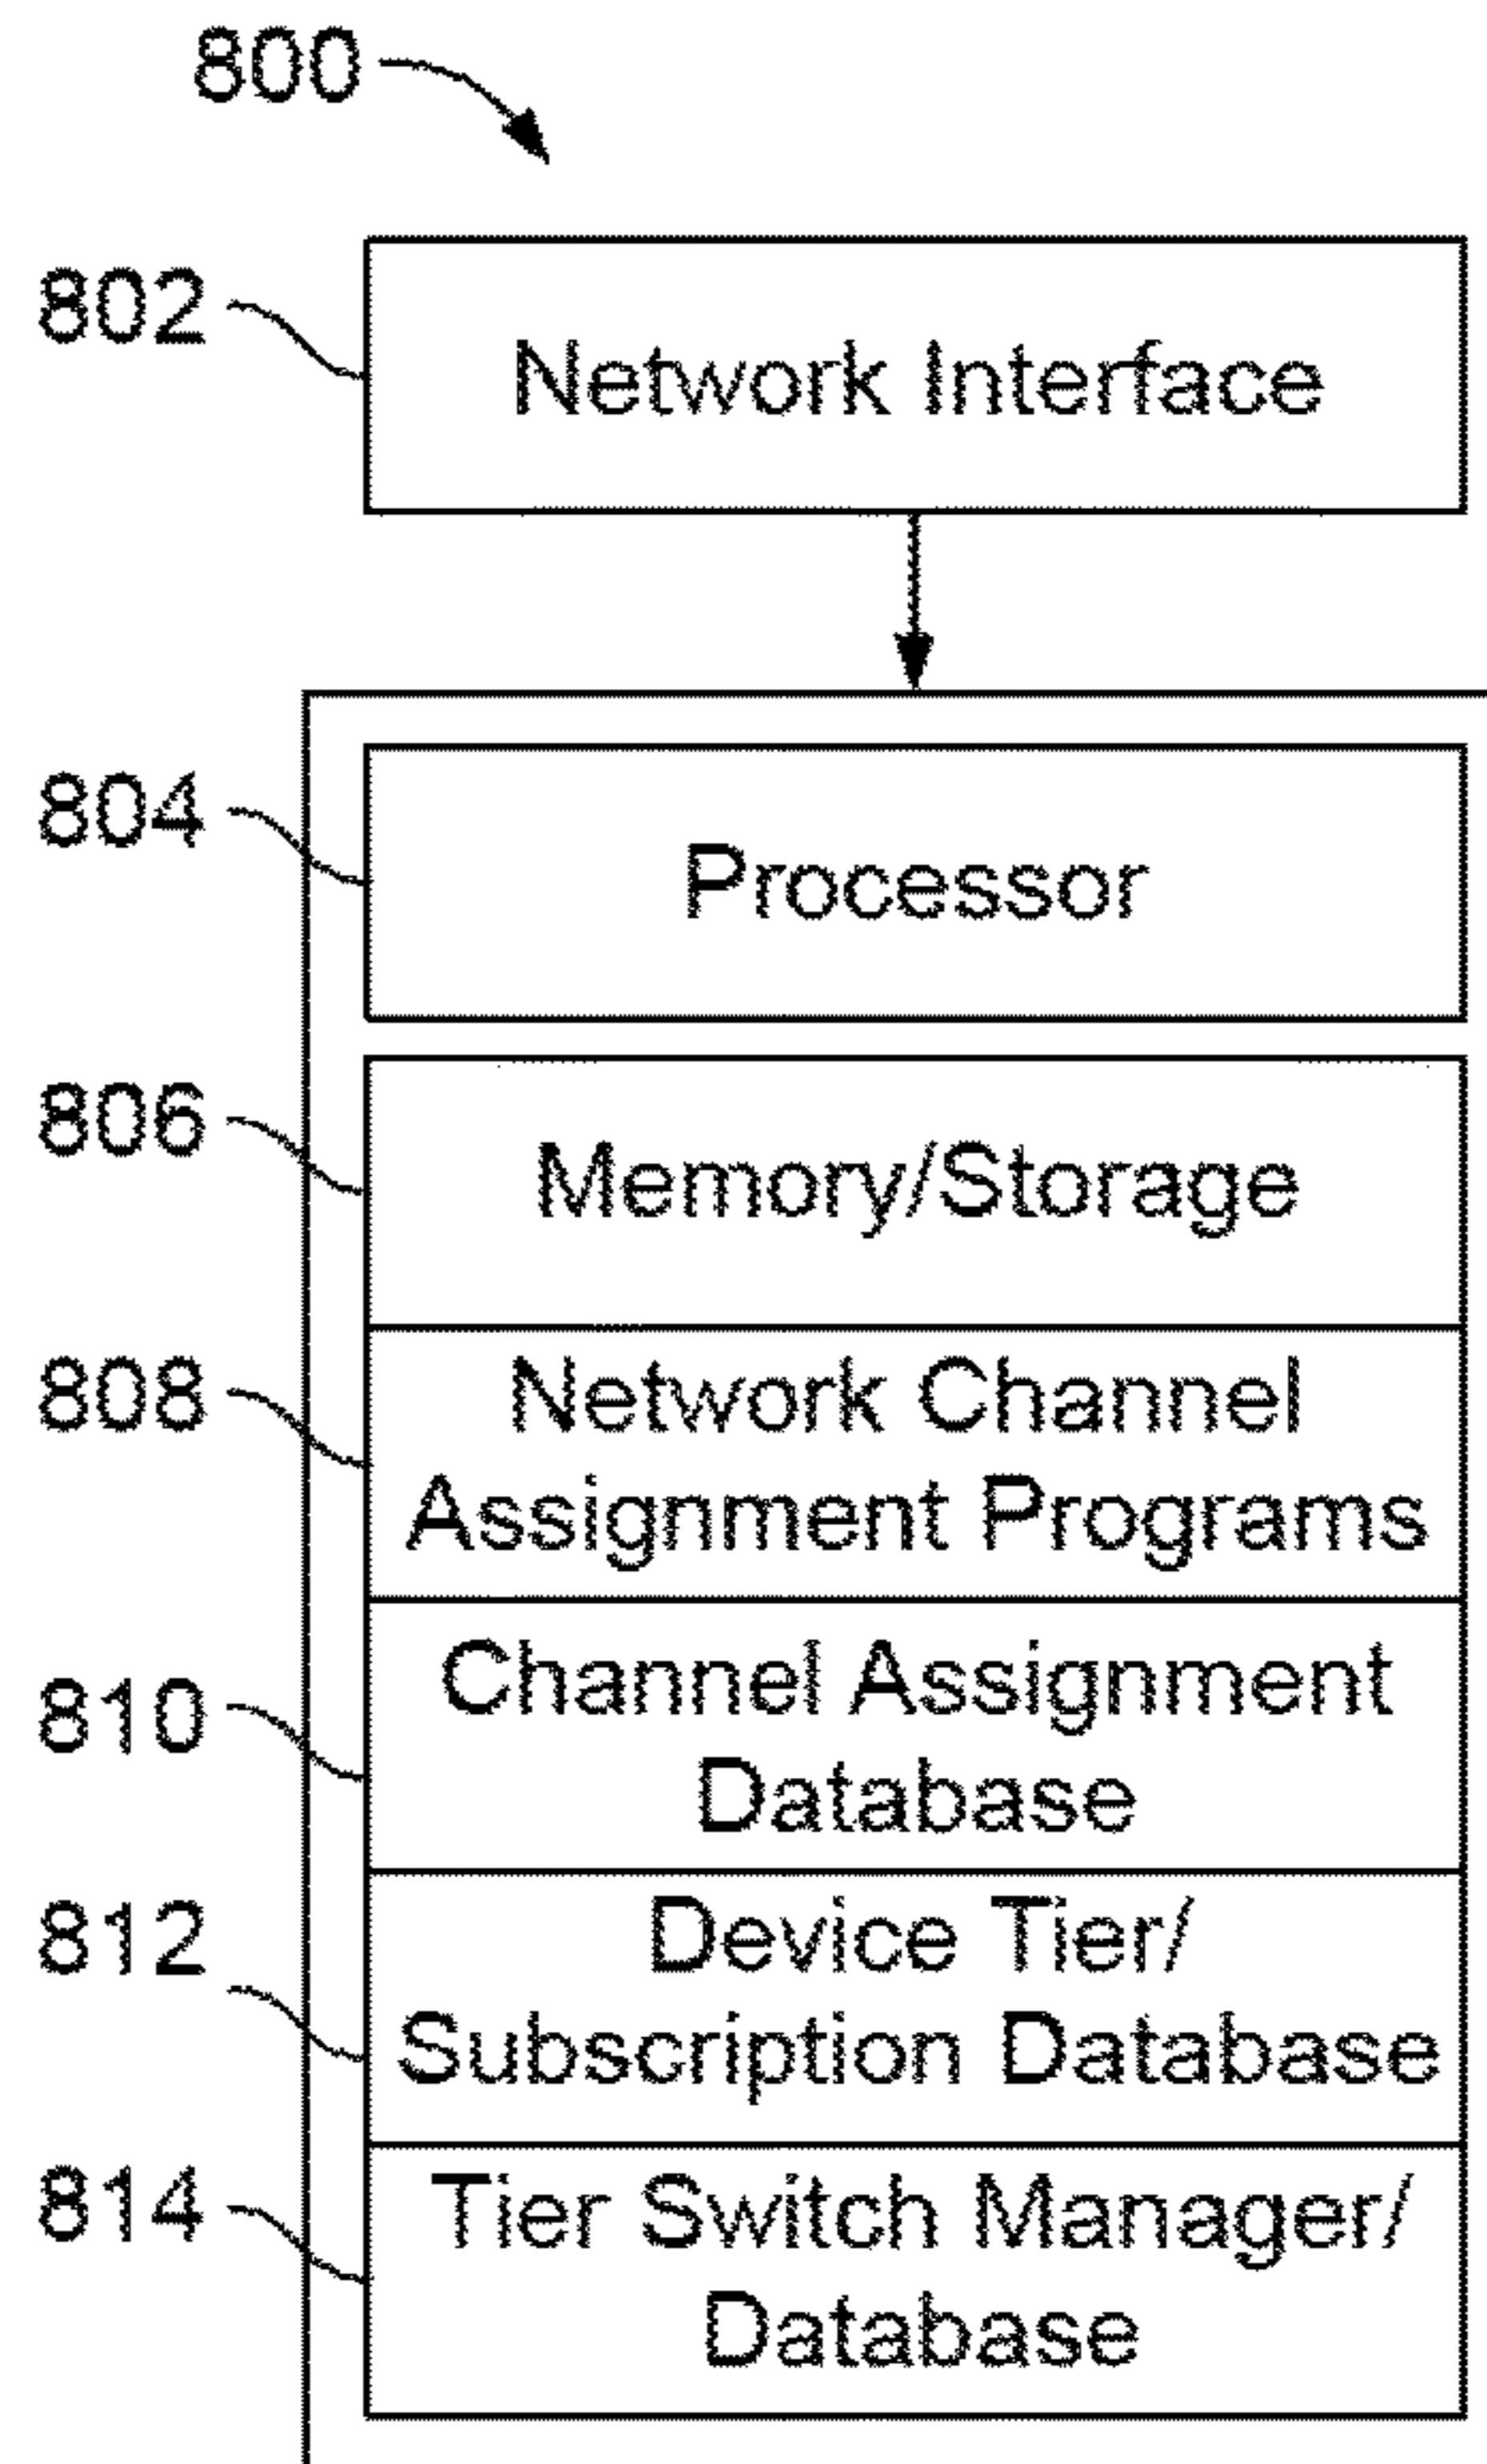 800
802
Network Interface
804
Processor
806
Memory/Storage
808
Network Channel
Assignment Programs
810
Channel Assignment
Database
812
Device Tier/
Subscription Database
814
Tier Switch Manager/
Database